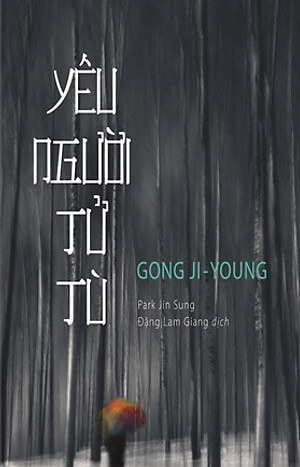 YÊU
NGƯỜI
TỬ
TÙ
GONG JI-YOUNG
Park Jin Sung
Đặng Lam Giang dịch